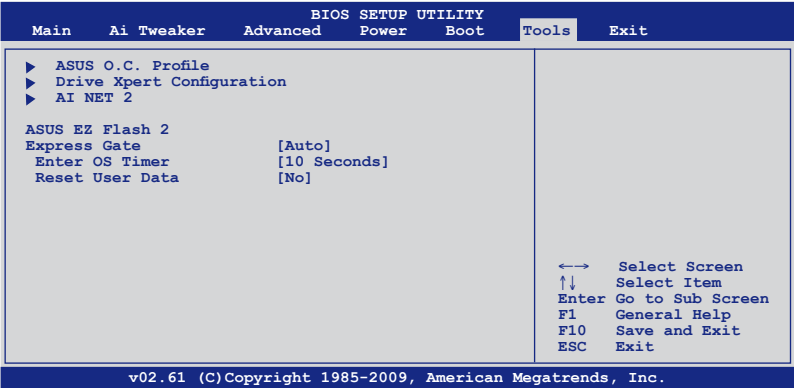 BIOS SETUP UTILITY
Main Ai Tweaker Advanced Power Boot Tools Exit
ASUS O.C. Profile
Drive Xpert Configuration
AI NET 2
ASUS EZ Flash 2
Express Gate [Auto]
Enter OS Timer [10 Seconds]
Reset User Data [No]
←→ Select Screen
↑↓ Select Item
Enter Go to Sub Screen
F1 General Help
F10 Save and Exit
ESC Exit
v02.61 (C)Copyright 1985-2009, American Megatrends, Inc.